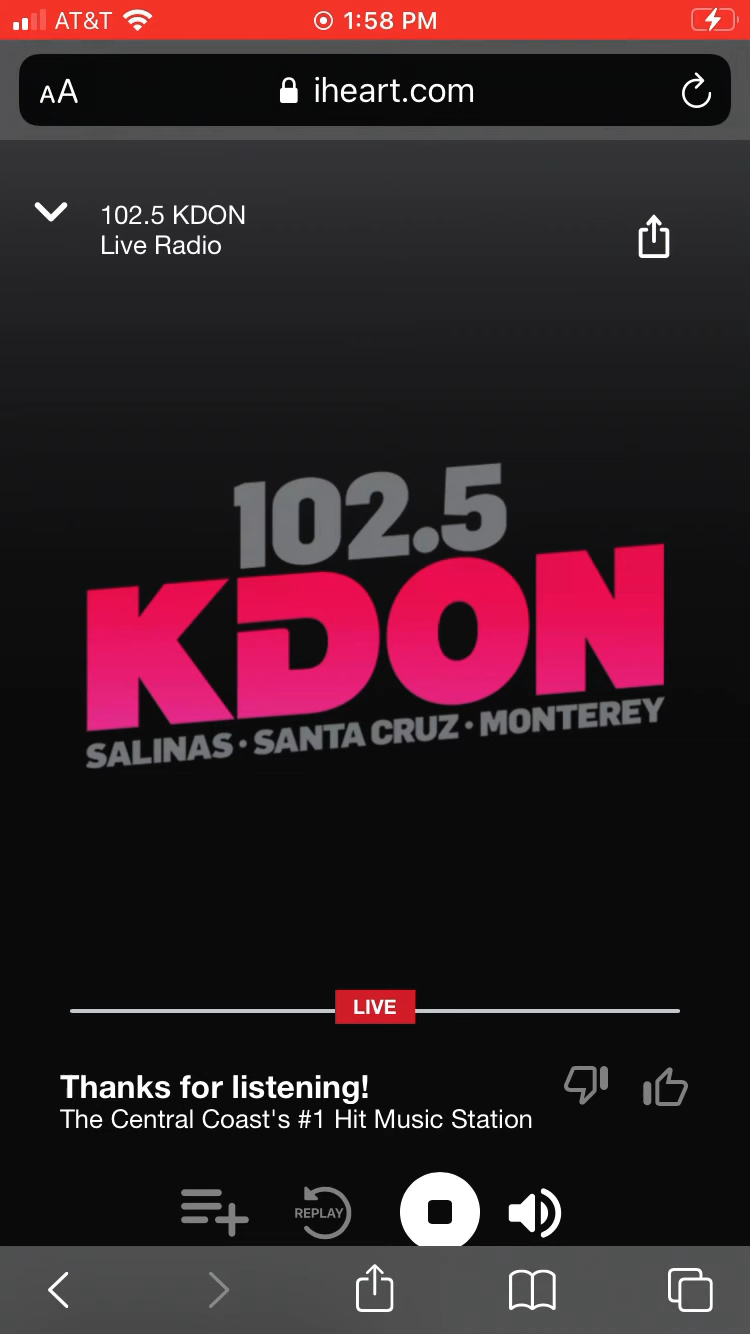 AT&T 1:58 PM
AA iheart.com
102.5 KDON
Live Radio
102.5
KDON
SALINAS · SANTA CRUZ · MONTEREY
LIVE
Thanks for listening!
The Central Coast's #1 Hit Music Station
REPLAY